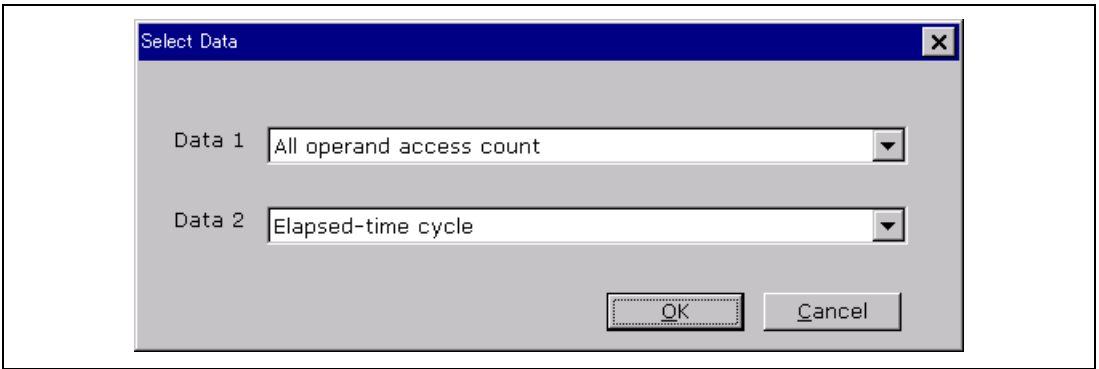 Select Data
Data 1 All operand access count
Data 2 Elapsed-time cycle
OK Cancel